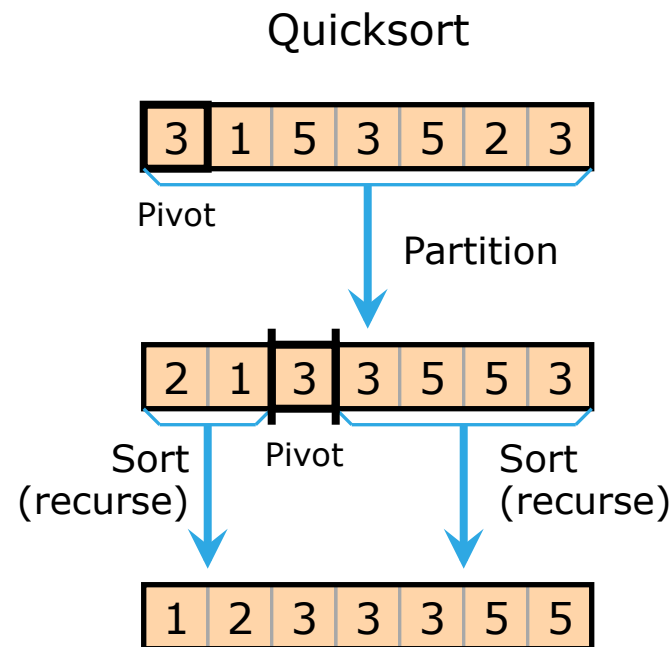 Quicksort
3 1 5 3 5 2 3
Pivot
Partition
2 1 3 3 5 5 3
Sort
(recurse)
Pivot
Sort
(recurse)
1 2 3 3 3 5 5